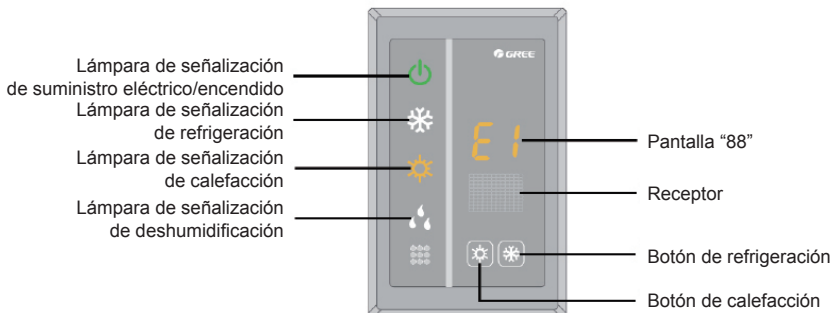 Lámpara de señalización
de suministro eléctrico/encendido
Lámpara de señalización
de refrigeración
Lámpara de señalización
de calefacción
Lámpara de señalización
de deshumidificación
GREE
E1
Pantalla “88”
Receptor
Botón de refrigeración
Botón de calefacción